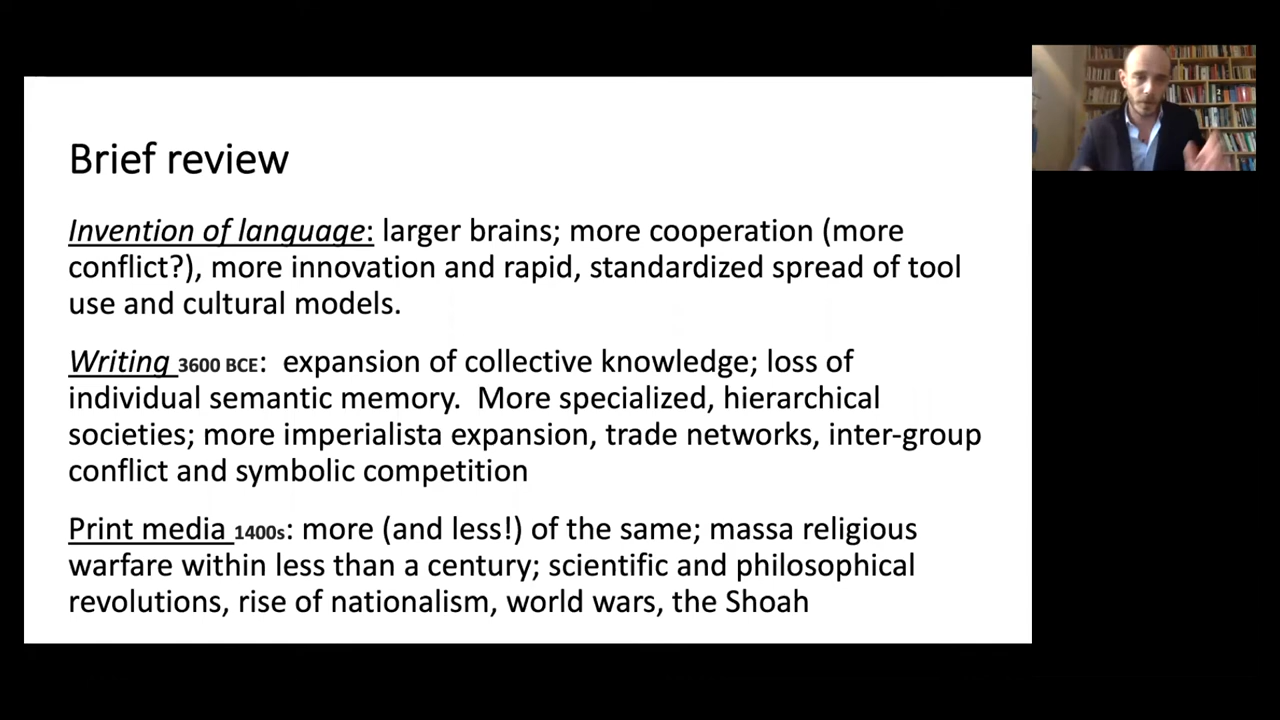 Brief review
Invention of language: larger brains; more cooperation (more
conflict?), more innovation and rapid, standardized spread of tool
use and cultural models.
Writing 3600 BCE:  expansion of collective knowledge; loss of
individual semantic memory.  More specialized, hierarchical
societies; more imperialista expansion, trade networks, inter-group
conflict and symbolic competition
Print media 1400s: more (and less!) of the same; massa religious
warfare within less than a century; scientific and philosophical
revolutions, rise of nationalism, world wars, the Shoah